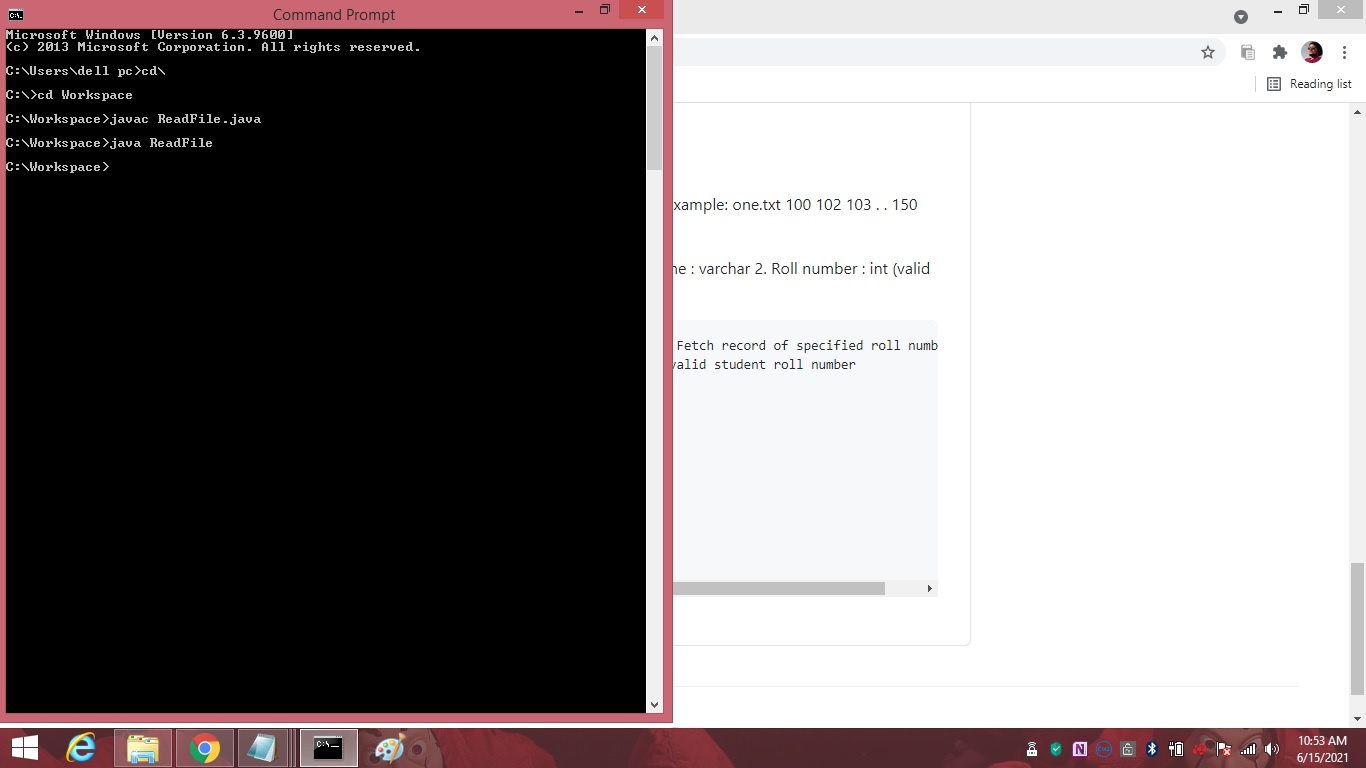 Command Prompt
Microsoft Windows [Version 6.3.9600]
(c) 2013 Microsoft Corporation. All rights reserved.
C:\Users\dell pc>cd\
C:\>cd Workspace
C:\Workspace>javac ReadFile.java
C:\Workspace>java ReadFile
C:\Workspace>
Reading list
xample: one.txt 100 102 103 . . 150
ne : varchar 2. Roll number : int (valid
Fetch record of specified roll numb
valid student roll number
10:53 AM
6/15/2021